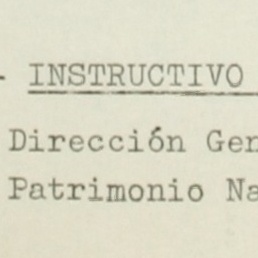 - INSTRUCTIVO
Dirección Gen
Patrimonio Na